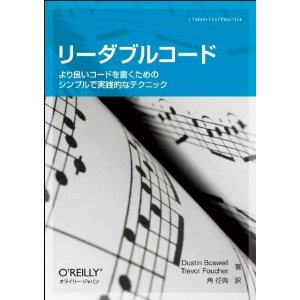 /THEORY/IN/PRACTICE
リーダブルコード
より良いコードを書くための
シンプルで実践的なテクニック
Dustin Boswell
Trevor Foucher 著
角 征典 訳
O'REILLY®
オライリー・ジャパン